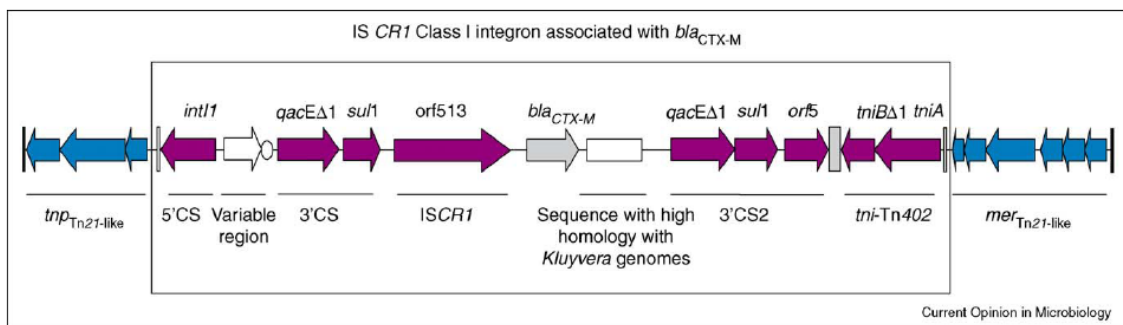 IS CR1 Class I integron associated with blaCTX-M
intI1 qacEΔ1 sul1 orf513 blaCTX-M qacEΔ1 sul1 orf5 tniBΔ1 tniA
tnpTn21-like 5'CS Variable region 3'CS ISCR1 Sequence with high homology with Kluyvera genomes 3'CS2 tni-Tn402 merTn21-like
Current Opinion in Microbiology